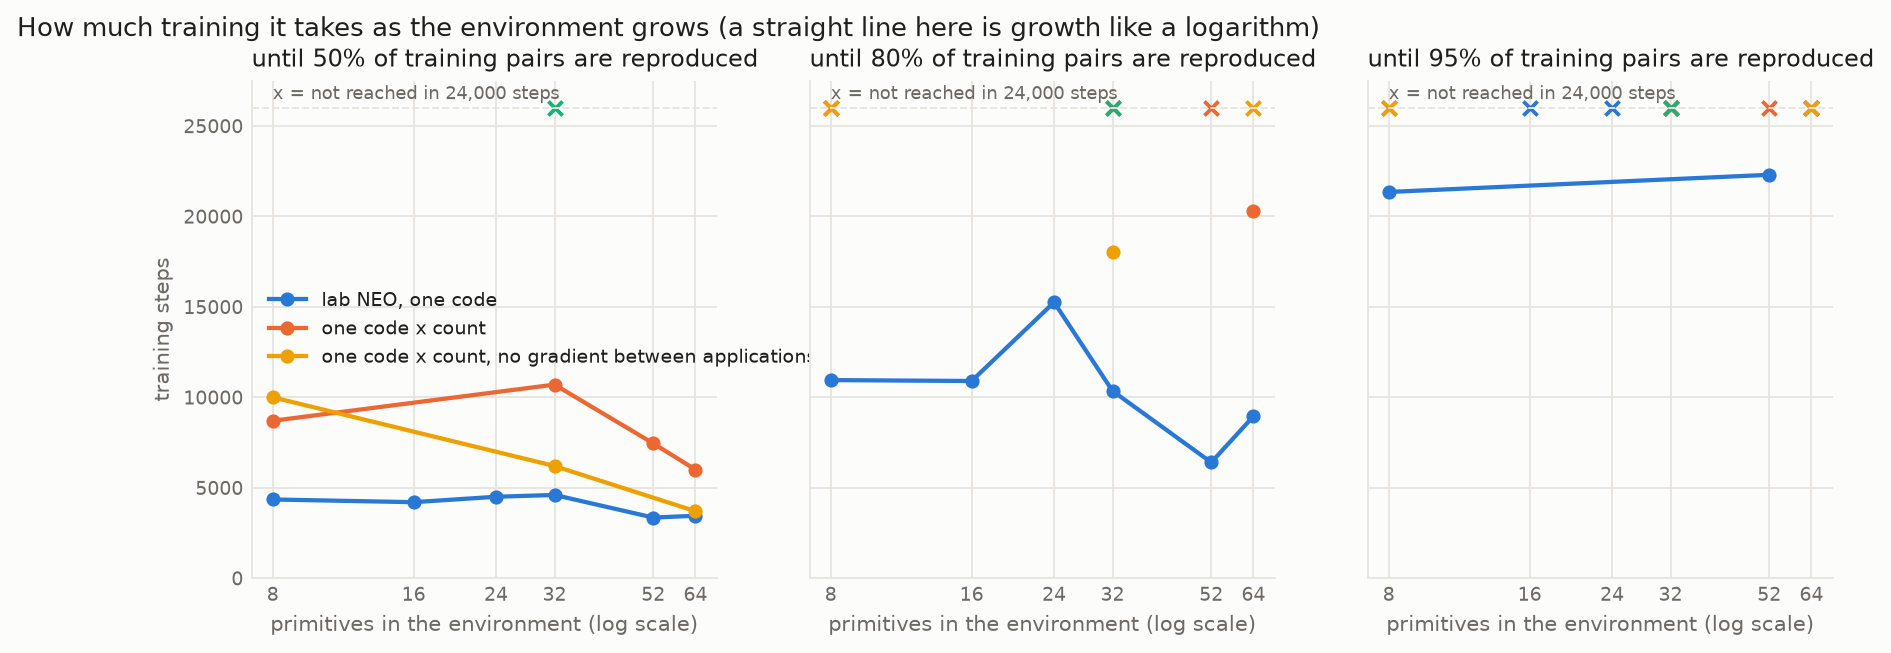 How much training it takes as the environment grows (a straight line here is growth like a logarithm)
until 50% of training pairs are reproduced
until 80% of training pairs are reproduced
until 95% of training pairs are reproduced
x = not reached in 24,000 steps
x = not reached in 24,000 steps
x = not reached in 24,000 steps
25000
20000
15000
10000
5000
0
training steps
lab NEO, one code
one code x count
one code x count, no gradient between applications
8 16 24 32 52 64
8 16 24 32 52 64
8 16 24 32 52 64
primitives in the environment (log scale)
primitives in the environment (log scale)
primitives in the environment (log scale)